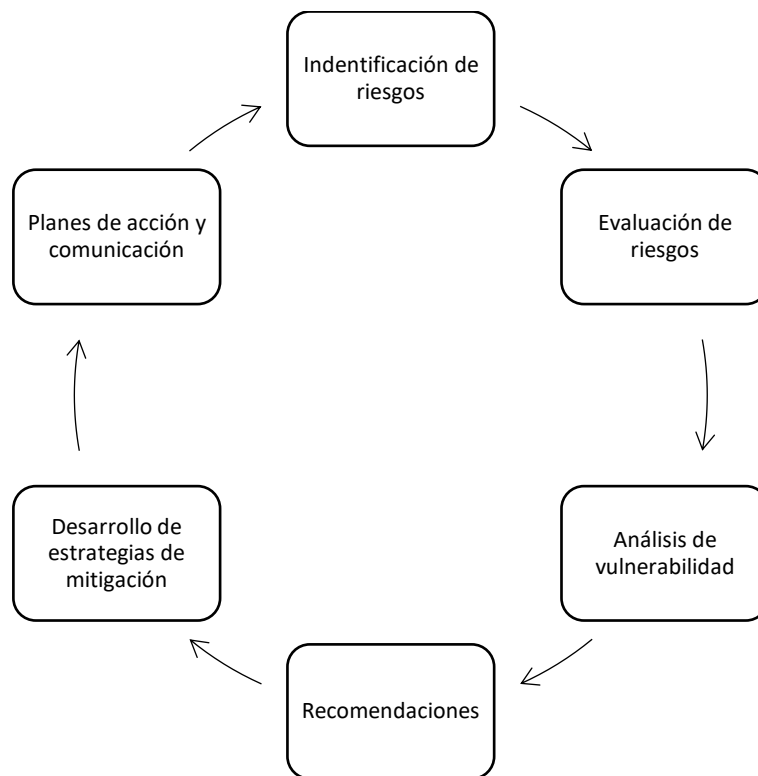 Indentificación de
riesgos
Evaluación de
riesgos
Análisis de
vulnerabilidad
Recomendaciones
Desarrollo de
estrategias de
mitigación
Planes de acción y
comunicación